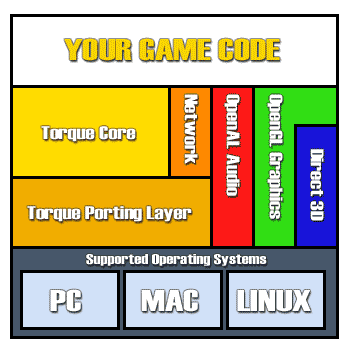 YOUR GAME CODE
Torque Core
Network
OpenAL Audio
OpenGL Graphics
Direct 3D
Torque Porting Layer
Supported Operating Systems
PC
MAC
LINUX